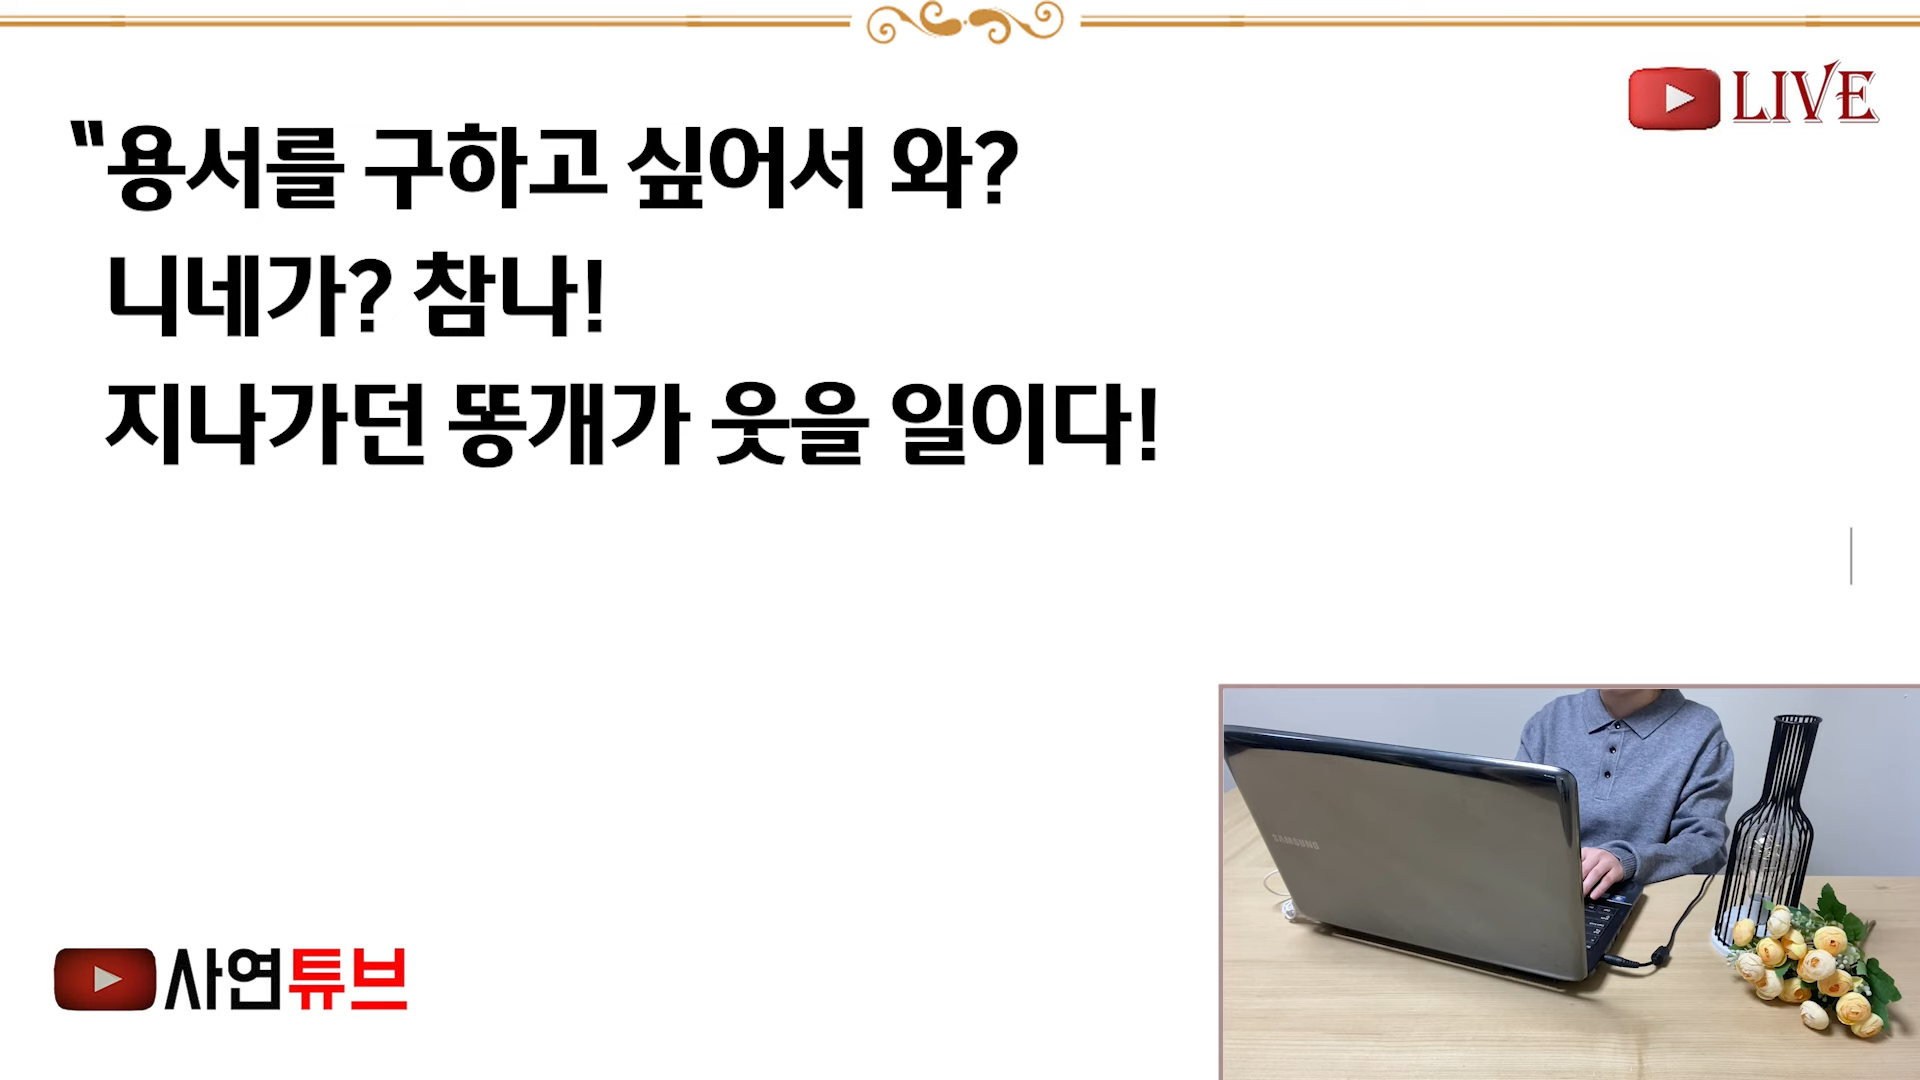 LIVE
"용서를 구하고 싶어서 와?
니네가? 참나!
지나가던 똥개가 웃을 일이다!
SAMSUNG
사연튜브